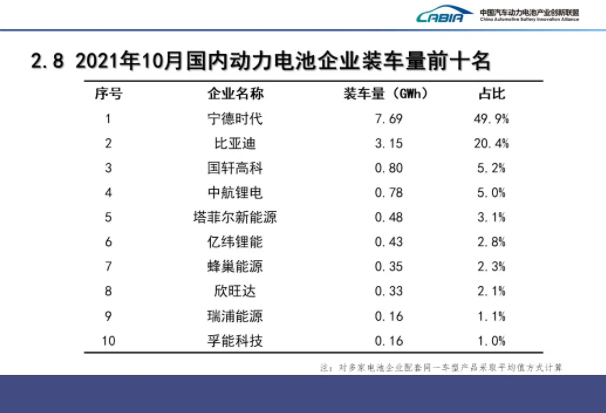 CABIA
中国汽车动力电池产业创新联盟
China Automotive Battery Innovation Alliance
2.8 2021年10月国内动力电池企业装车量前十名
序号 企业名称 装车量（GWh） 占比
1 宁德时代 7.69 49.9%
2 比亚迪 3.15 20.4%
3 国轩高科 0.80 5.2%
4 中航锂电 0.78 5.0%
5 塔菲尔新能源 0.48 3.1%
6 亿纬锂能 0.43 2.8%
7 蜂巢能源 0.35 2.3%
8 欣旺达 0.33 2.1%
9 瑞浦能源 0.16 1.1%
10 孚能科技 0.16 1.0%
注：对多家电池企业配套同一车型产品采取平均值方式计算